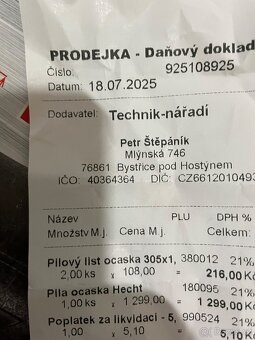 PRODEJKA - Daňový doklad
Číslo: 925108925
Datum: 18.07.2025
Dodavatel: Technik-nářadí
Petr Štěpáník
Mlýnská 746
76861 Bystřice pod Hostýnem
IČO: 40364364 DIČ: CZ6612010493
Název PLU DPH %
Množstv M.j. Cena M.j. Celkem:
Pilový list ocaska 305x1, 380012 21%
2,00 ks x 108,00 = 216,00 Kč
Pila ocaska Hecht 180095 21%
1,00 ks x 1 299,00 = 1 299,00 Kč
Poplatek za likvidaci - 5, 990524 21%
1,00 x 5,10 = 5,10 Kč